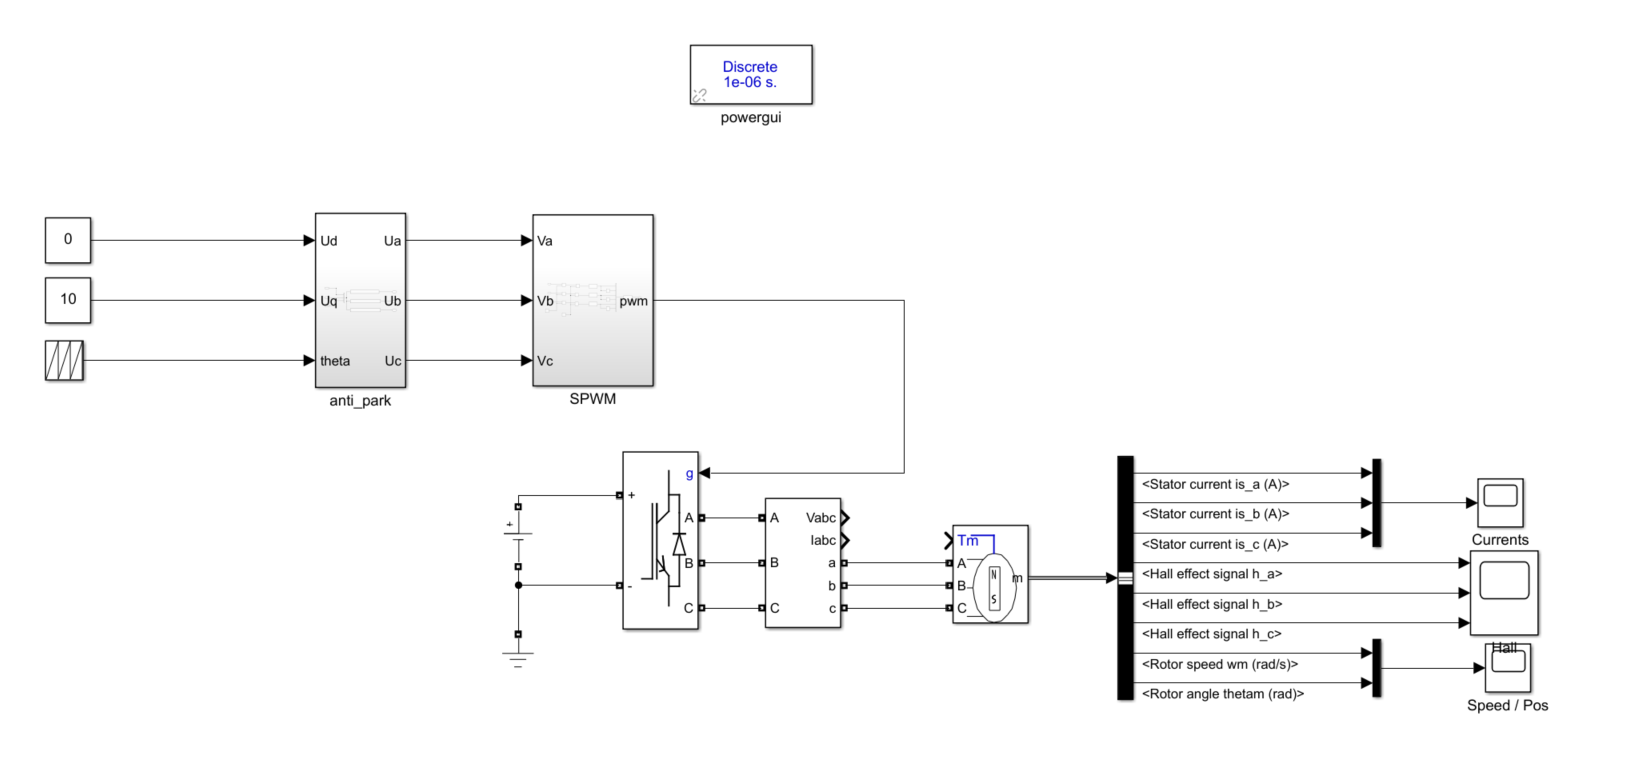 Discrete
1e-06 s.
powergui
0
10
Ud
Uq
theta
Ua
Ub
Uc
anti_park
Va
Vb
Vc
pwm
SPWM
+
+
-
g
A
B
C
A
B
C
Vabc
Iabc
a
b
c
Tm
A
B
C
N
S
m
<Stator current is_a (A)>
<Stator current is_b (A)>
<Stator current is_c (A)>
<Hall effect signal h_a>
<Hall effect signal h_b>
<Hall effect signal h_c>
<Rotor speed wm (rad/s)>
<Rotor angle thetam (rad)>
Currents
Hall
Speed / Pos